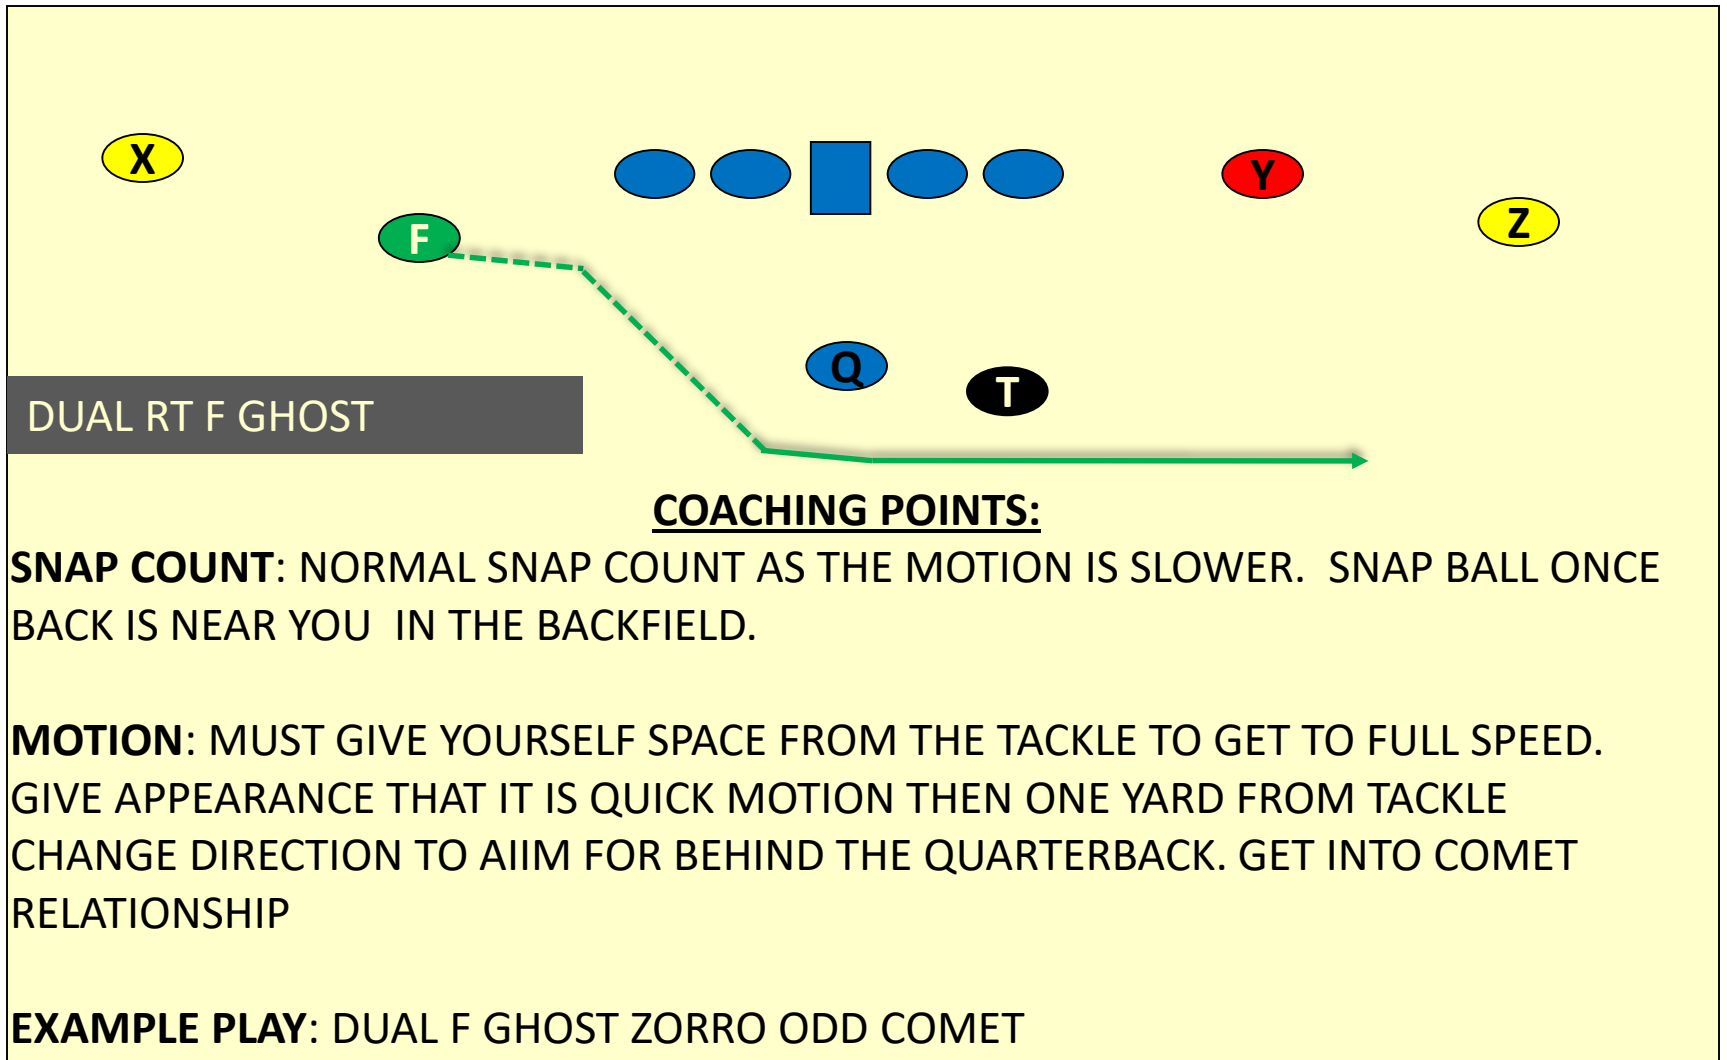 X
Y
Z
F
Q
T
DUAL RT F GHOST
COACHING POINTS:
SNAP COUNT: NORMAL SNAP COUNT AS THE MOTION IS SLOWER.  SNAP BALL ONCE
BACK IS NEAR YOU  IN THE BACKFIELD.
MOTION: MUST GIVE YOURSELF SPACE FROM THE TACKLE TO GET TO FULL SPEED.
GIVE APPEARANCE THAT IT IS QUICK MOTION THEN ONE YARD FROM TACKLE
CHANGE DIRECTION TO AIIM FOR BEHIND THE QUARTERBACK. GET INTO COMET
RELATIONSHIP
EXAMPLE PLAY: DUAL F GHOST ZORRO ODD COMET